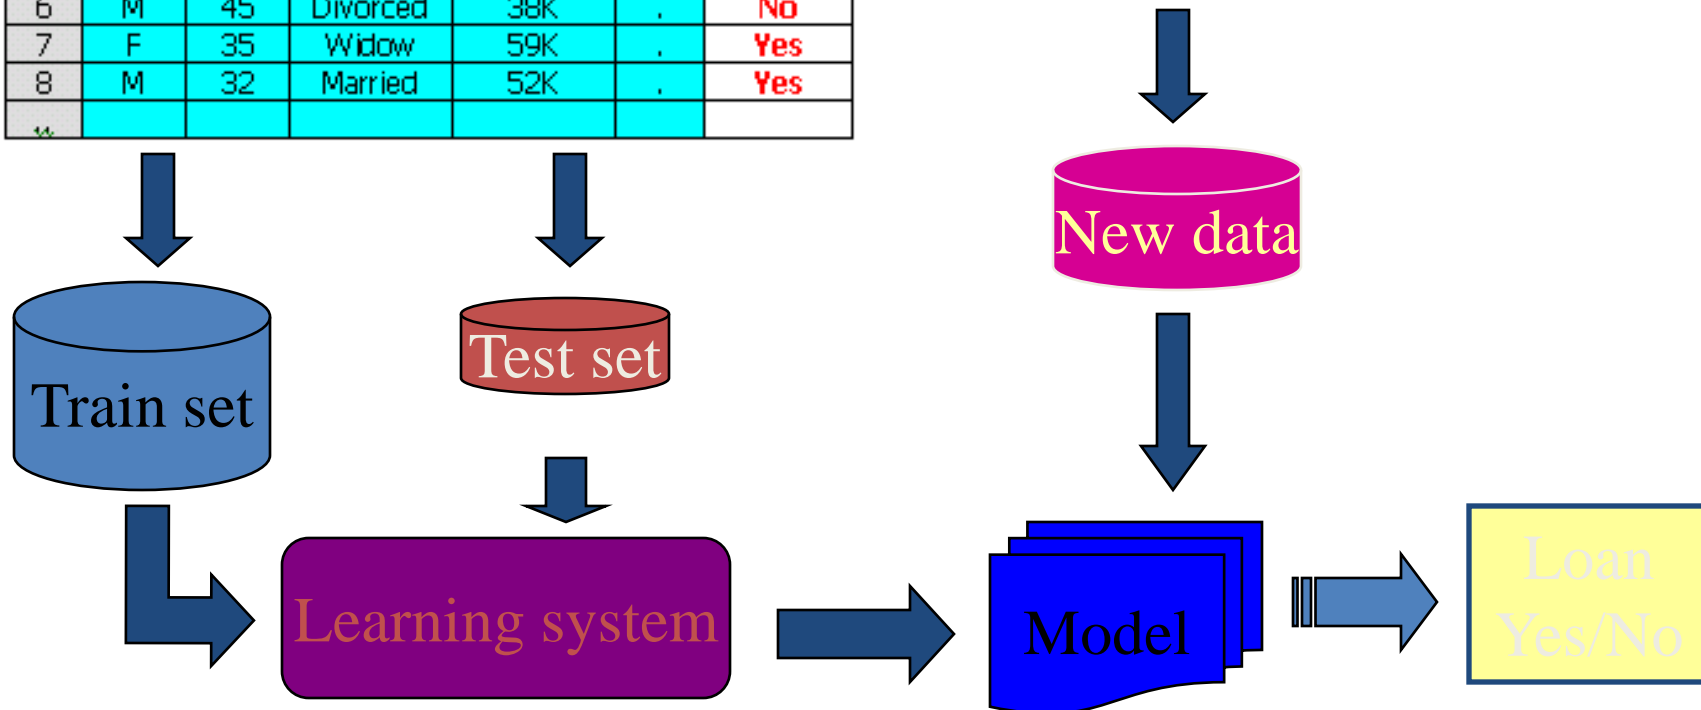 6 M 45 Divorced 38K . No
7 F 35 Widow 59K . Yes
8 M 32 Married 52K . Yes
New data
Test set
Train set
Learning system
Model
Loan
Yes/No